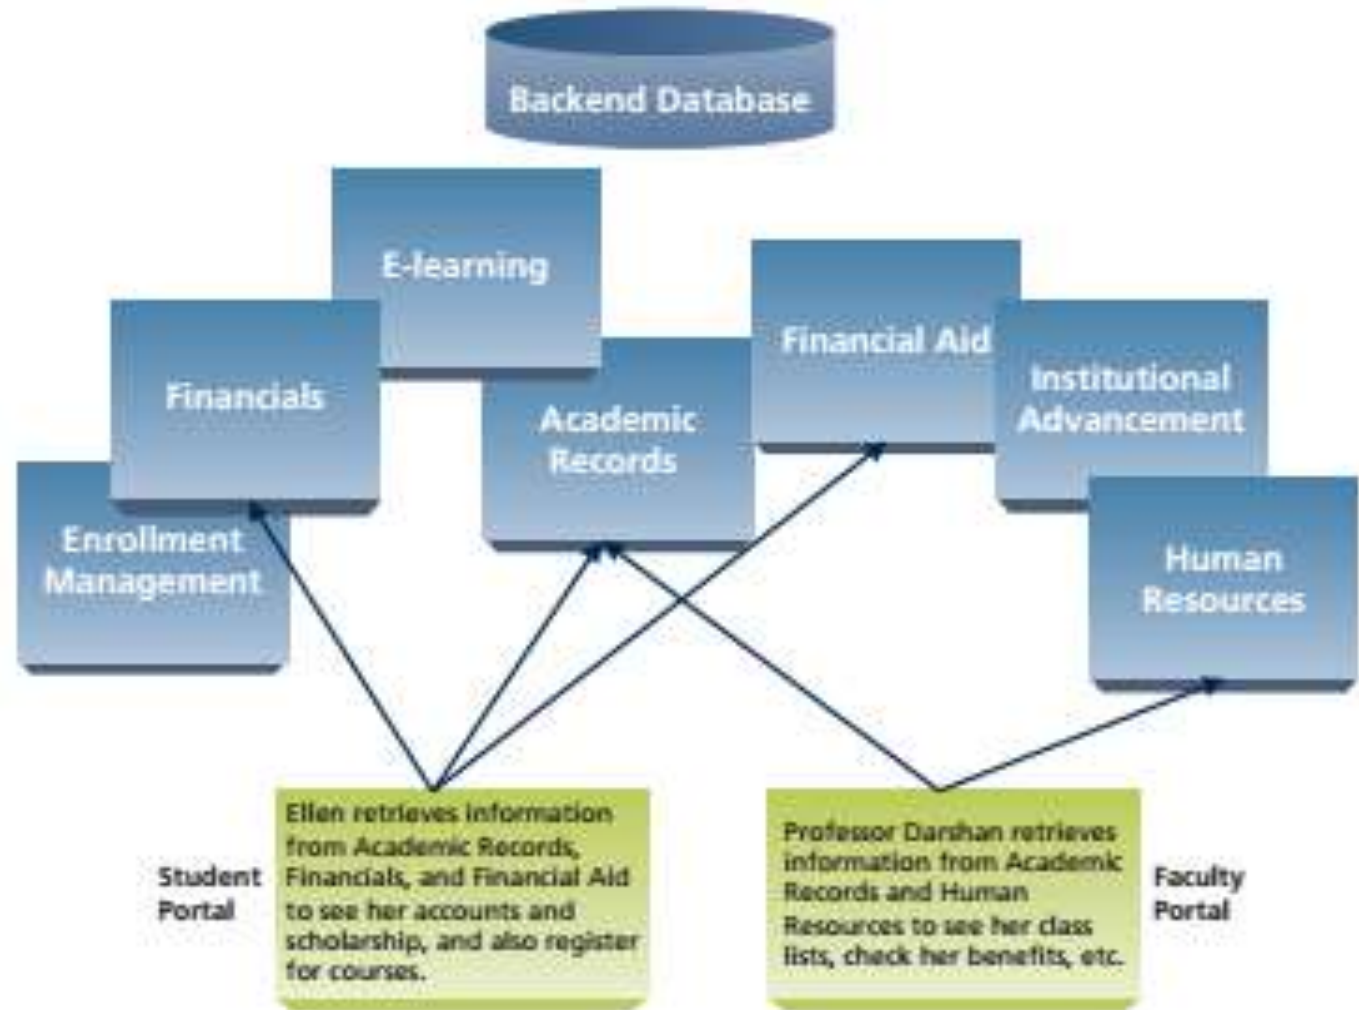 Backend Database
E-learning
Financial Aid
Financials
Institutional
Advancement
Academic
Records
Enrollment
Management
Human
Resources
Student
Portal
Ellen retrieves information
from Academic Records,
Financials, and Financial Aid
to see her accounts and
scholarship, and also register
for courses.
Professor Darshan retrieves
information from Academic
Records and Human
Resources to see her class
lists, check her benefits, etc.
Faculty
Portal